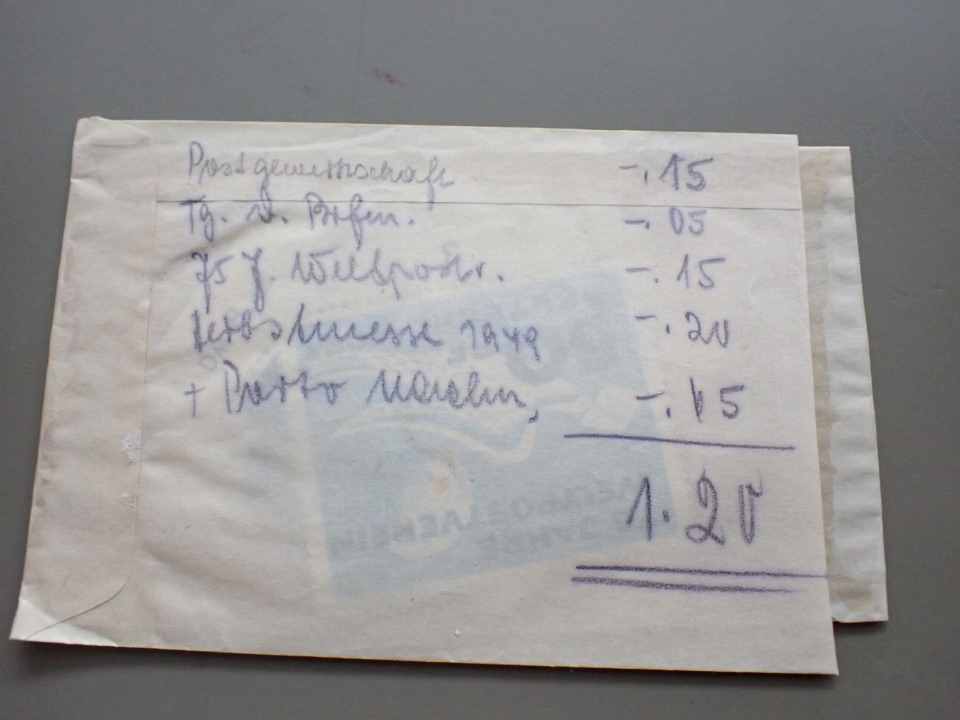 Postgewerkschaft -.15
Tg. d. Brfm. -.05
75 J. Weltpostv. -.15
Herbstmesse 1949 -.20
+ Porto -.65
1.20